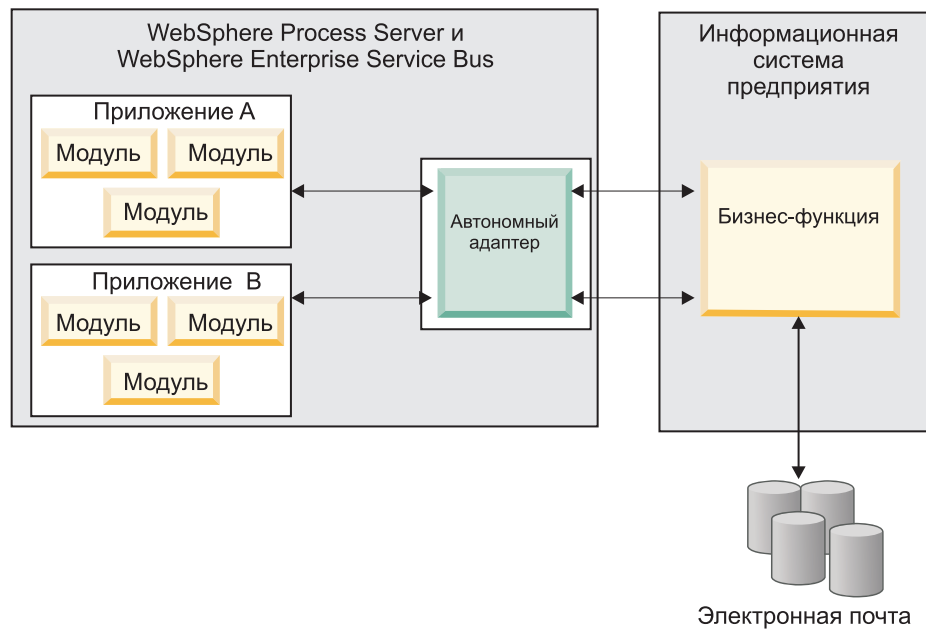 WebSphere Process Server и
WebSphere Enterprise Service Bus
Приложение A
Модуль
Модуль
Модуль
Приложение B
Модуль
Модуль
Модуль
Автономный
адаптер
Информационная
система
предприятия
Бизнес-функция
Электронная почта